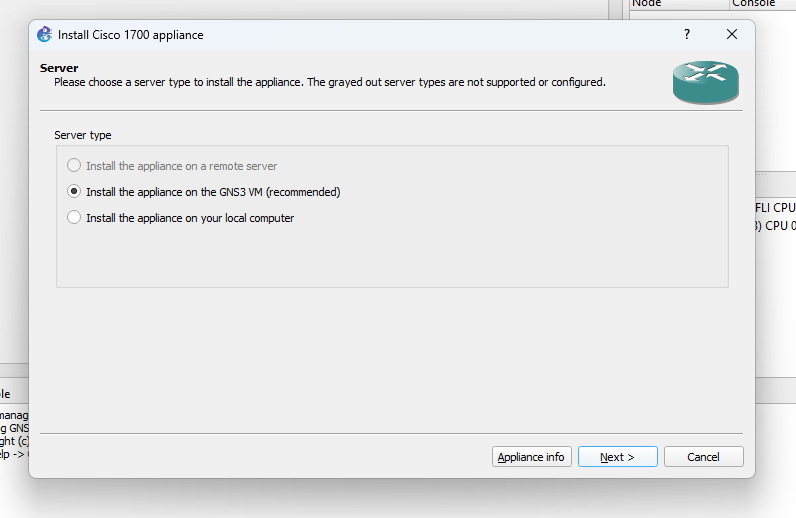 Node
Console
Install Cisco 1700 appliance
?
Server
Please choose a server type to install the appliance. The grayed out server types are not supported or configured.
Server type
Install the appliance on a remote server
Install the appliance on the GNS3 VM (recommended)
Install the appliance on your local computer
FLI CPU
) CPU 0
le
manag
g GNS
ght (c)
elp ->
Appliance info
Next >
Cancel